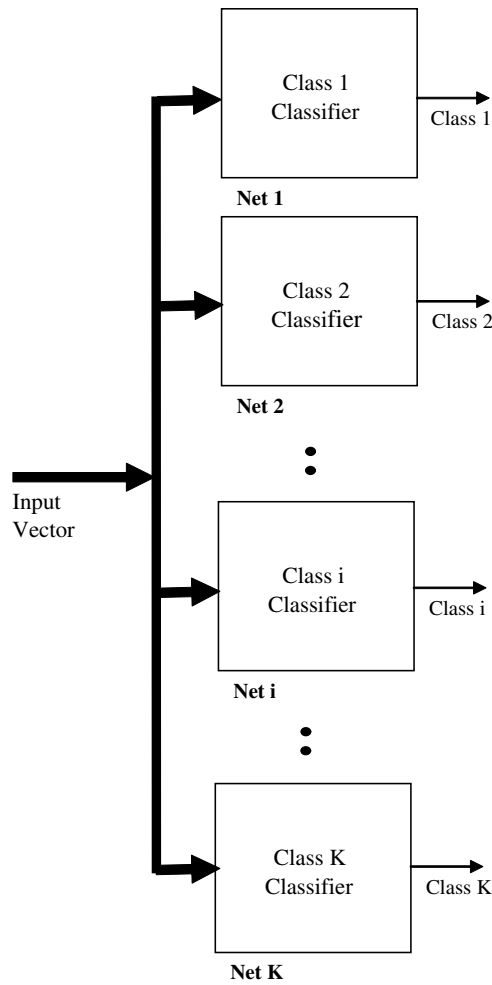 Class 1
Classifier
Class 1
Net 1
Class 2
Classifier
Class 2
Net 2
Input
Vector
Class i
Classifier
Class i
Net i
Class K
Classifier
Class K
Net K